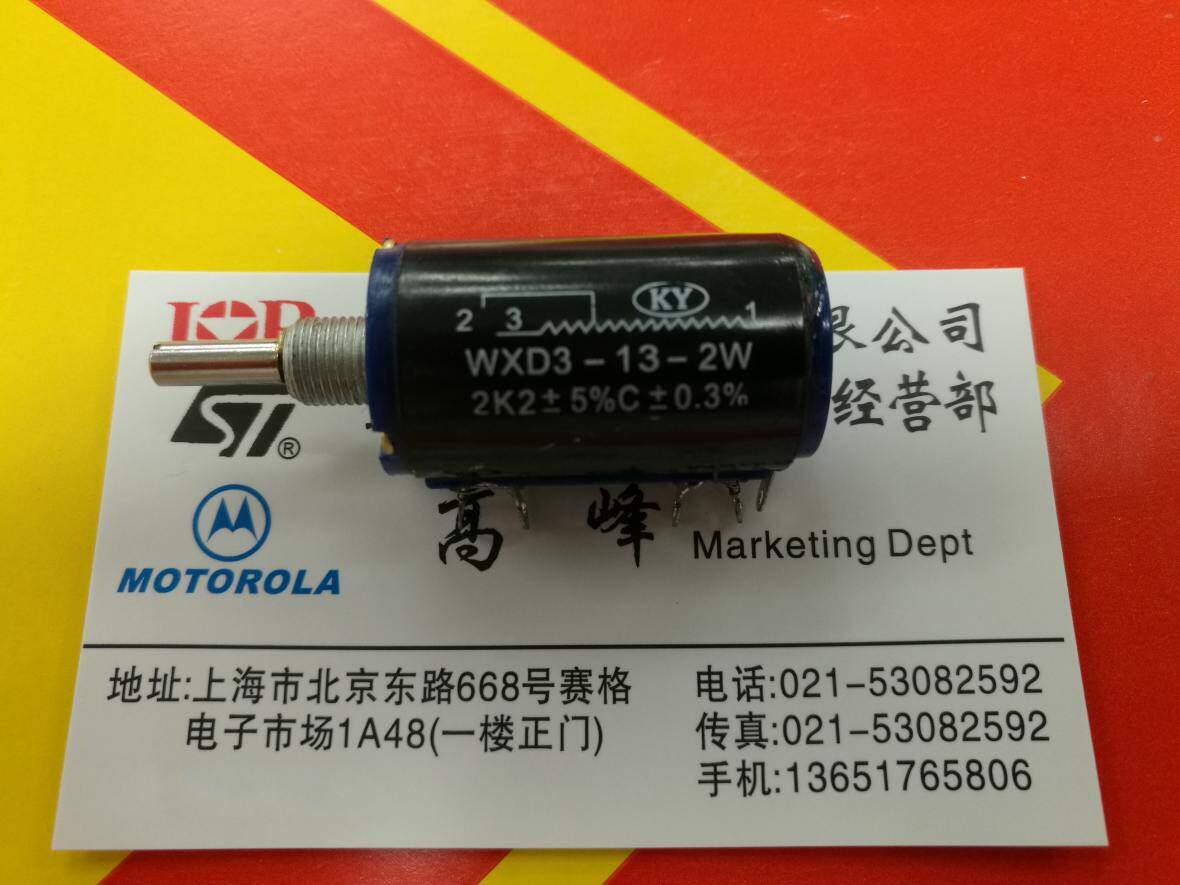 KY
2 3 1
WXD3-13-2W
2K2±5%C±0.3%
IOR
ST®
限公司
经营部
MOTOROLA
高峰 Marketing Dept
地址:上海市北京东路668号赛格
电子市场1A48(一楼正门)
电话:021-53082592
传真:021-53082592
手机:13651765806